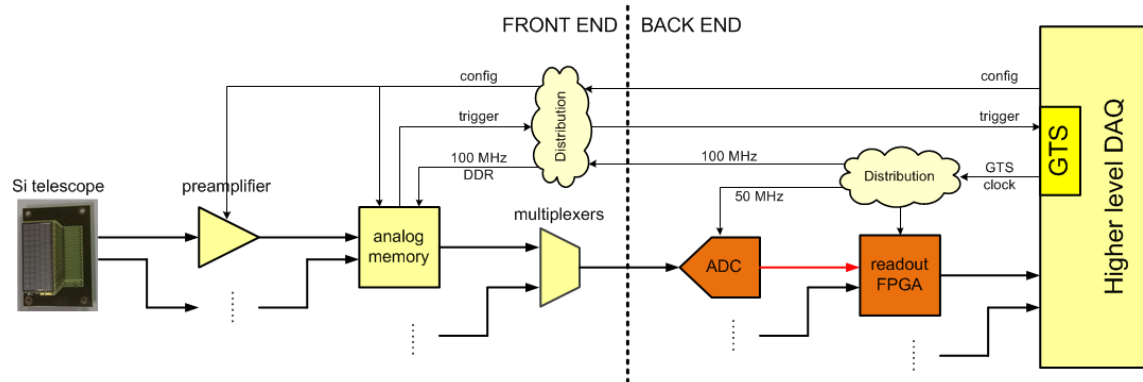 FRONT END
BACK END
config
config
trigger
trigger
Distribution
100 MHz
DDR
100 MHz
GTS
clock
GTS
Higher level DAQ
Distribution
50 MHz
Si telescope
preamplifier
multiplexers
analog
memory
ADC
readout
FPGA